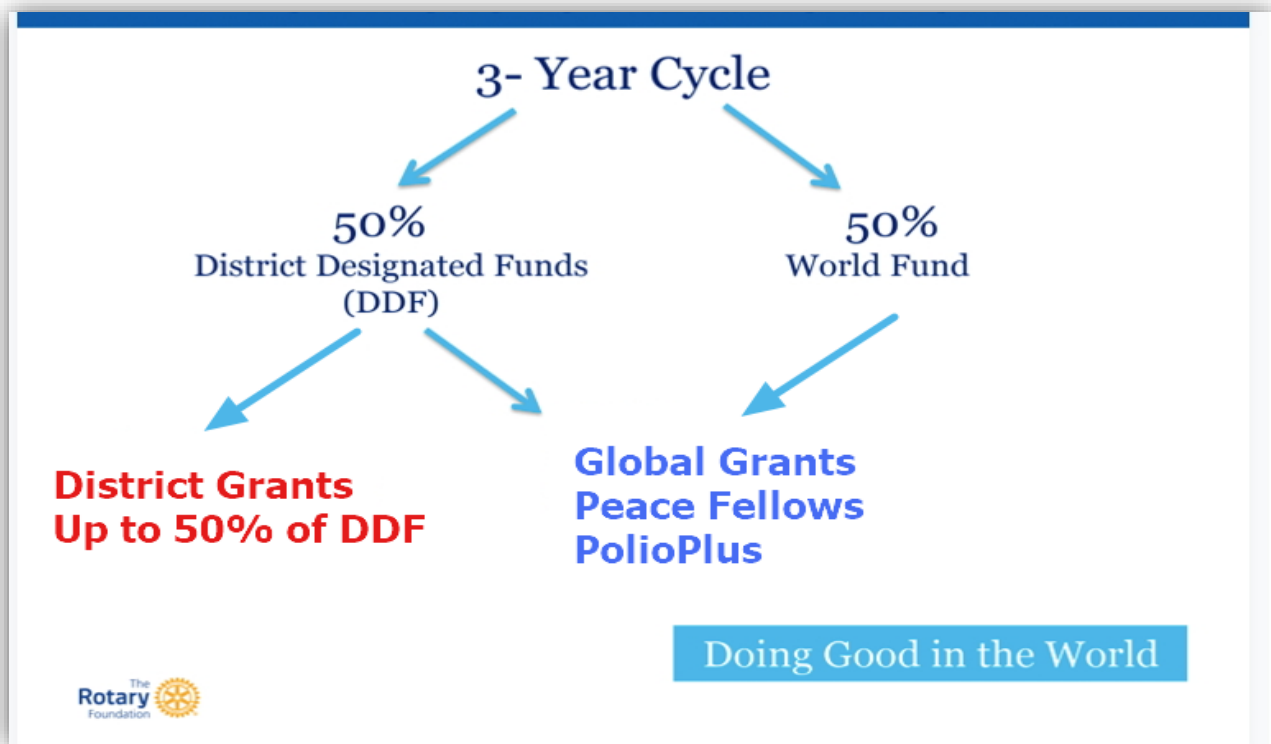 3- Year Cycle
50%
District Designated Funds
(DDF)
50%
World Fund
District Grants
Up to 50% of DDF
Global Grants
Peace Fellows
PolioPlus
Doing Good in the World
The
Rotary
Foundation